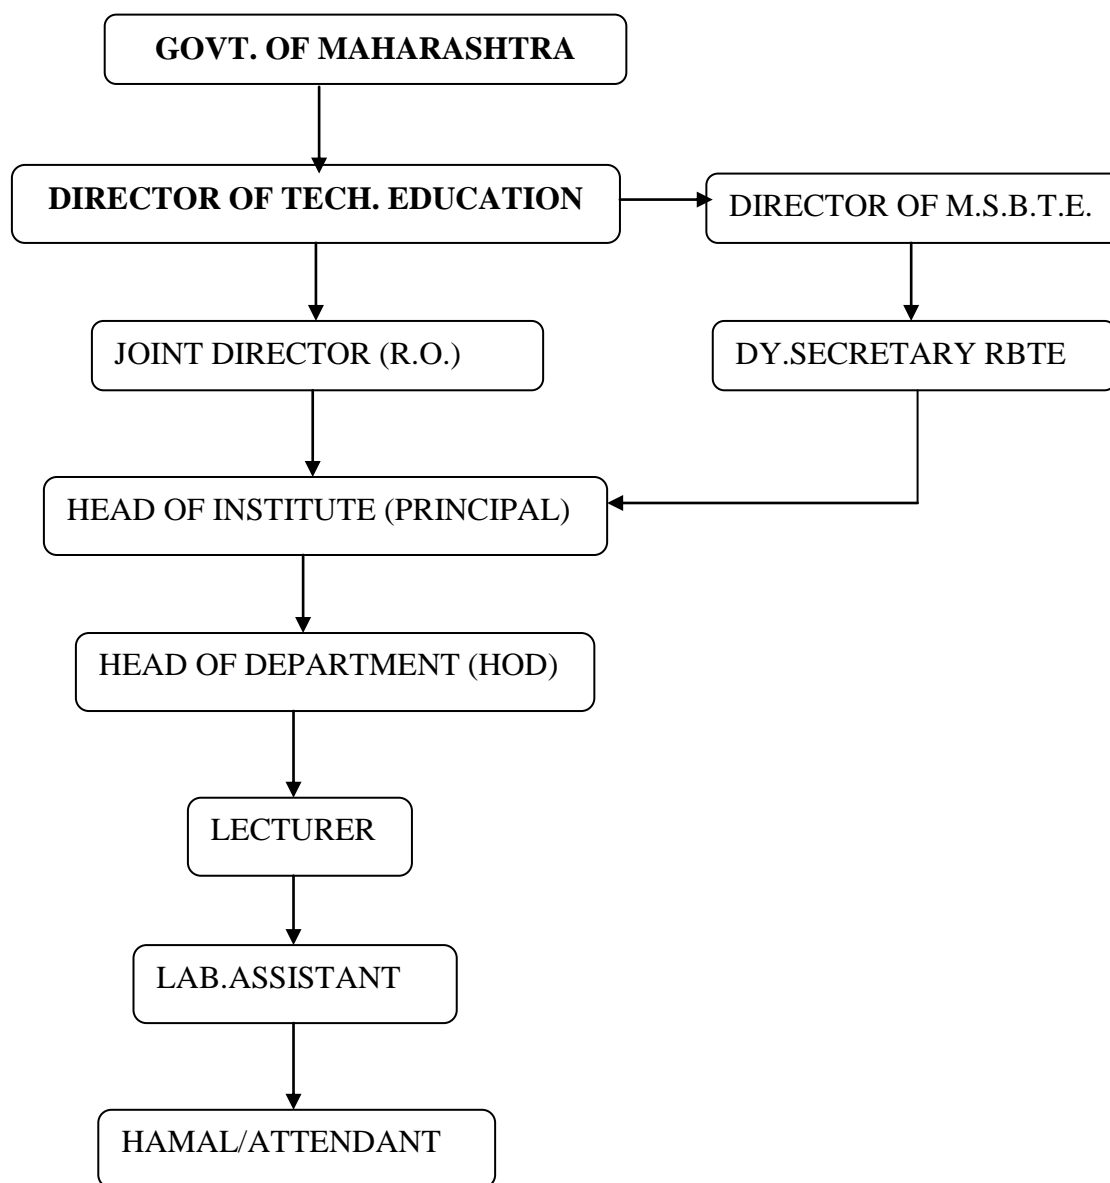 GOVT. OF MAHARASHTRA
DIRECTOR OF TECH. EDUCATION
DIRECTOR OF M.S.B.T.E.
JOINT DIRECTOR (R.O.)
DY.SECRETARY RBTE
HEAD OF INSTITUTE (PRINCIPAL)
HEAD OF DEPARTMENT (HOD)
LECTURER
LAB.ASSISTANT
HAMAL/ATTENDANT